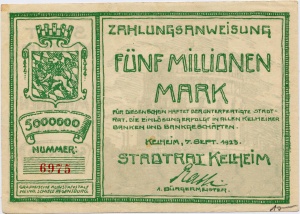 ZAHLUNGSANWEISUNG
FÜNF MILLIONEN
MARK
FÜR DIESEN SCHEIN HAFTET DER UNTERFERTIGTE STADT-
RAT, DIE EINLÖSUNG ERFOLGT IN ALLEN KELHEIMER
BANKEN UND BANKGESCHÄFTEN.
KELHEIM, 7. SEPT. 1923.
STADTRAT KELHEIM
1. BÜRGERMEISTER.
5000000
NUMMER:
6975